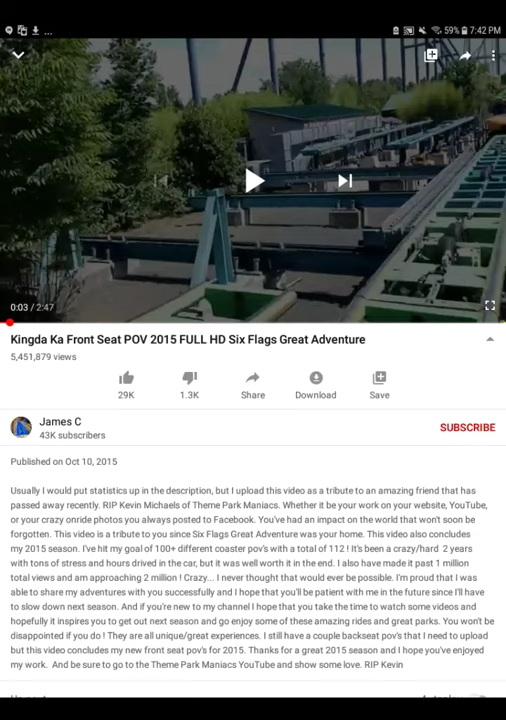 59% 7:42 PM
0:03 / 2:47
Kingda Ka Front Seat POV 2015 FULL HD Six Flags Great Adventure
5,451,879 views
29K 1.3K Share Download Save
James C
43K subscribers
SUBSCRIBE
Published on Oct 10, 2015
Usually I would put statistics up in the description, but I upload this video as a tribute to an amazing friend that has
passed away recently. RIP Kevin Michaels of Theme Park Maniacs. Whether it be your work on your website, YouTube,
or your crazy onride photos you always posted to Facebook. You've had an impact on the world that won't soon be
forgotten. This video is a tribute to you since Six Flags Great Adventure was your home. This video also concludes
my 2015 season. I've hit my goal of 100+ different coaster pov's with a total of 112 ! It's been a crazy/hard  2 years
with tons of stress and hours drived in the car, but it was well worth it in the end. I also have made it past 1 million
total views and am approaching 2 million ! Crazy... I never thought that would ever be possible. I'm proud that I was
able to share my adventures with you successfully and I hope that you'll be patient with me in the future since I'll have
to slow down next season. And if you're new to my channel I hope that you take the time to watch some videos and
hopefully it inspires you to get out next season and go enjoy some of these amazing rides and great parks. You won't be
disappointed if you do ! They are all unique/great experiences. I still have a couple backseat pov's that I need to upload
but this video concludes my new front seat pov's for 2015. Thanks for a great 2015 season and I hope you've enjoyed
my work.  And be sure to go to the Theme Park Maniacs YouTube and show some love. RIP Kevin